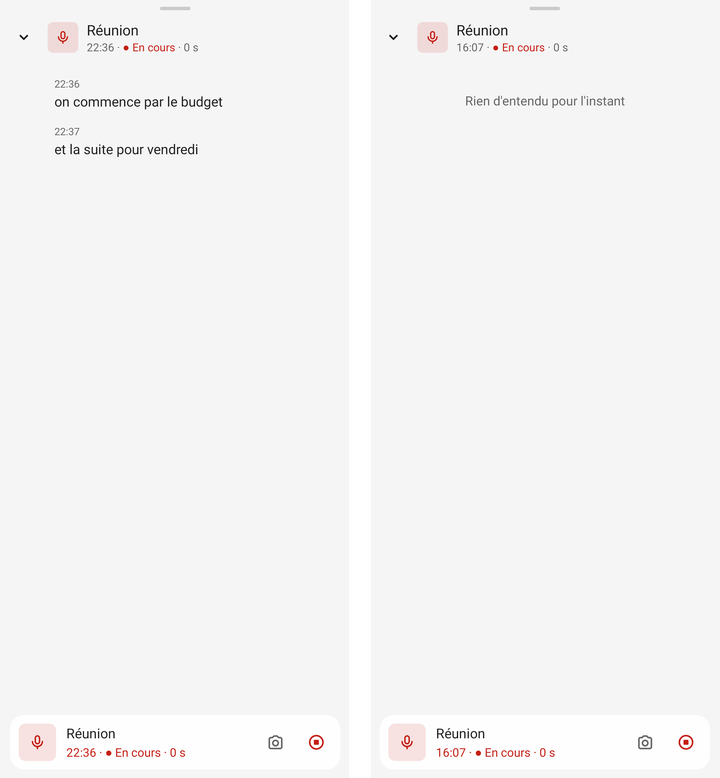 Réunion
22:36 · ● En cours · 0 s
22:36
on commence par le budget
22:37
et la suite pour vendredi
Réunion
22:36 · ● En cours · 0 s
Réunion
16:07 · ● En cours · 0 s
Rien d'entendu pour l'instant
Réunion
16:07 · ● En cours · 0 s